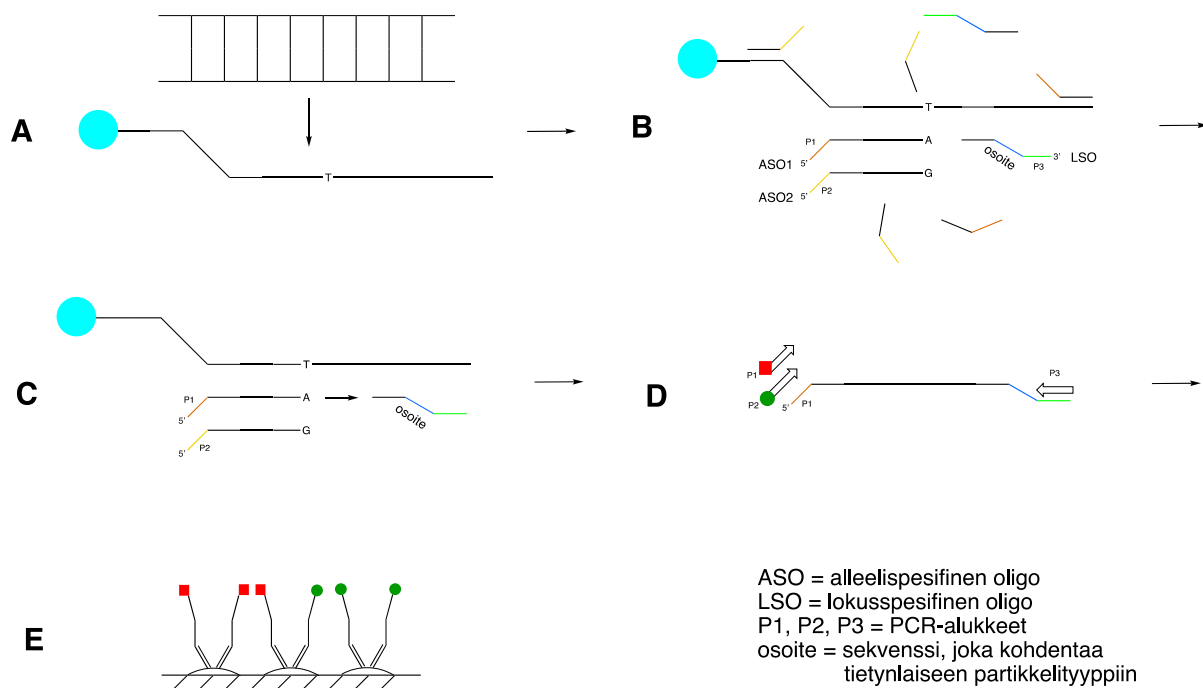 A
T
B
T
P1
A
ASO1
5'
osoite
P3
3'
LSO
G
ASO2
5'
P2
C
T
P1
A
5'
osoite
G
5'
P2
D
P1
P2
5'
P1
P3
E
ASO = alleelispesifinen oligo
LSO = lokusspesifinen oligo
P1, P2, P3 = PCR-alukkeet
osoite = sekvenssi, joka kohdentaa
tietynlaiseen partikkelityyppiin